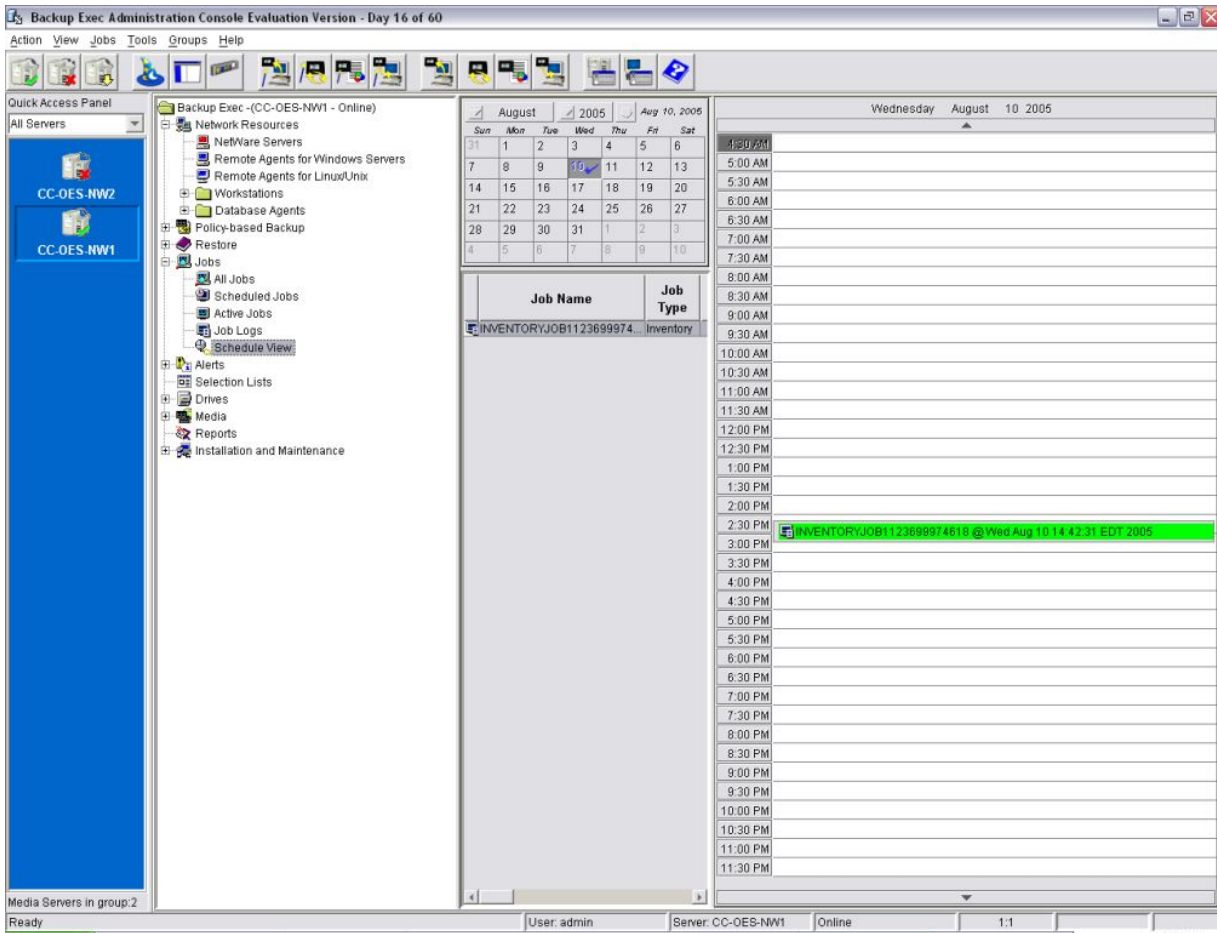 Backup Exec Administration Console Evaluation Version - Day 16 of 60
Action View Jobs Tools Groups Help
Quick Access Panel
All Servers
CC-OES-NW2
CC-OES-NW1
Media Servers in group:2
Backup Exec -(CC-OES-NW1 - Online)
Network Resources
NetWare Servers
Remote Agents for Windows Servers
Remote Agents for Linux/Unix
Workstations
Database Agents
Policy-based Backup
Restore
Jobs
All Jobs
Scheduled Jobs
Active Jobs
Job Logs
Schedule View
Alerts
Selection Lists
Drives
Media
Reports
Installation and Maintenance
August 2005 Aug 10, 2005
Sun Mon Tue Wed Thu Fri Sat
31 1 2 3 4 5 6
7 8 9 10 11 12 13
14 15 16 17 18 19 20
21 22 23 24 25 26 27
28 29 30 31 1 2 3
4 5 6 7 8 9 10
Job Name Job Type
INVENTORYJOB1123699974... Inventory
Wednesday August 10 2005
4:30 AM
5:00 AM
5:30 AM
6:00 AM
6:30 AM
7:00 AM
7:30 AM
8:00 AM
8:30 AM
9:00 AM
9:30 AM
10:00 AM
10:30 AM
11:00 AM
11:30 AM
12:00 PM
12:30 PM
1:00 PM
1:30 PM
2:00 PM
2:30 PM
INVENTORYJOB1123699974618 @ Wed Aug 10 14:42:31 EDT 2005
3:00 PM
3:30 PM
4:00 PM
4:30 PM
5:00 PM
5:30 PM
6:00 PM
6:30 PM
7:00 PM
7:30 PM
8:00 PM
8:30 PM
9:00 PM
9:30 PM
10:00 PM
10:30 PM
11:00 PM
11:30 PM
Ready User: admin Server: CC-OES-NW1 Online 1:1